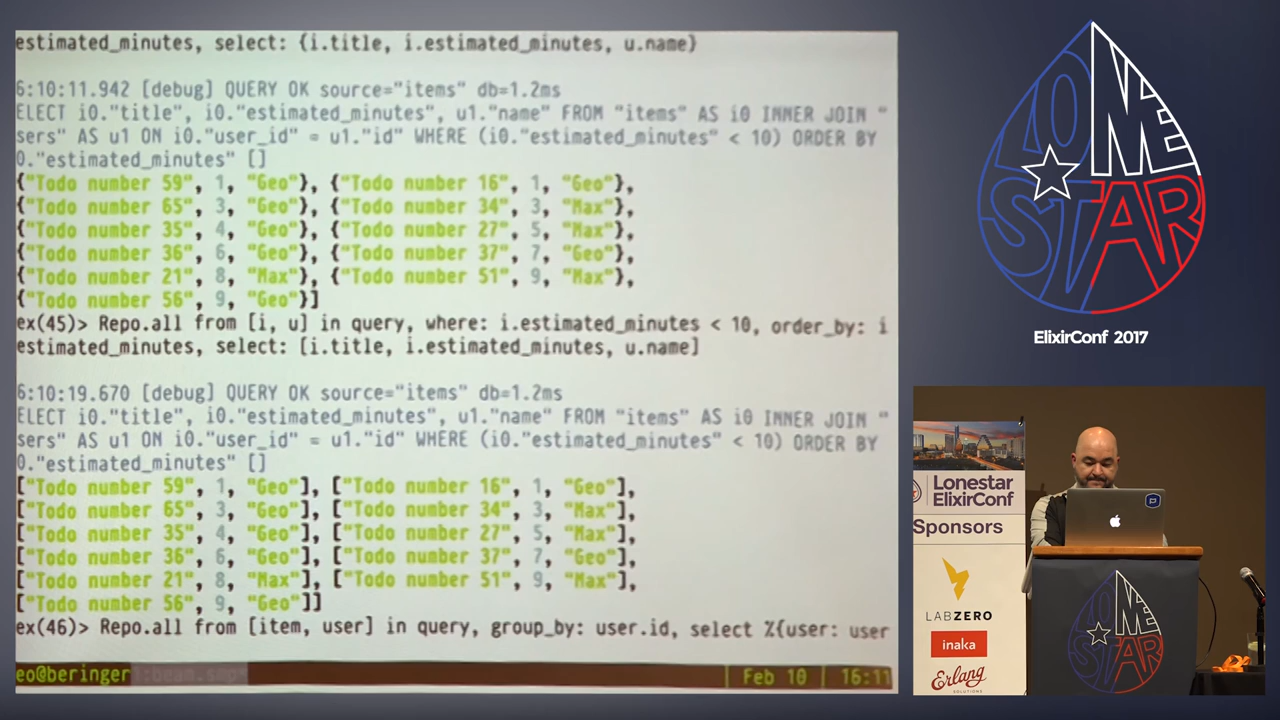 estimated_minutes, select: {i.title, i.estimated_minutes, u.name}
6:10:11.942 [debug] QUERY OK source="items" db=1.2ms
ELECT i0."title", i0."estimated_minutes", u1."name" FROM "items" AS i0 INNER JOIN "
sers" AS u1 ON i0."user_id" = u1."id" WHERE (i0."estimated_minutes" < 10) ORDER BY
0."estimated_minutes" []
{"Todo number 59", 1, "Geo"}, {"Todo number 16", 1, "Geo"},
{"Todo number 65", 3, "Geo"}, {"Todo number 34", 3, "Max"},
{"Todo number 35", 4, "Geo"}, {"Todo number 27", 5, "Max"},
{"Todo number 36", 6, "Geo"}, {"Todo number 37", 7, "Geo"},
{"Todo number 21", 8, "Max"}, {"Todo number 51", 9, "Max"},
{"Todo number 56", 9, "Geo"}]
ex(45)> Repo.all from [i, u] in query, where: i.estimated_minutes < 10, order_by: i
estimated_minutes, select: [i.title, i.estimated_minutes, u.name]
6:10:19.670 [debug] QUERY OK source="items" db=1.2ms
ELECT i0."title", i0."estimated_minutes", u1."name" FROM "items" AS i0 INNER JOIN "
sers" AS u1 ON i0."user_id" = u1."id" WHERE (i0."estimated_minutes" < 10) ORDER BY
0."estimated_minutes" []
["Todo number 59", 1, "Geo"], ["Todo number 16", 1, "Geo"],
["Todo number 65", 3, "Geo"], ["Todo number 34", 3, "Max"],
["Todo number 35", 4, "Geo"], ["Todo number 27", 5, "Max"],
["Todo number 36", 6, "Geo"], ["Todo number 37", 7, "Geo"],
["Todo number 21", 8, "Max"], ["Todo number 51", 9, "Max"],
["Todo number 56", 9, "Geo"]]
ex(46)> Repo.all from [item, user] in query, group_by: user.id, select %{user: user
eo@beringer
Feb 10 | 16:11
LONE
STAR
ElixirConf 2017
Lonestar
ElixirConf
Sponsors
LABZERO
inaka
Erlang
SOLUTIONS
LONE
STAR